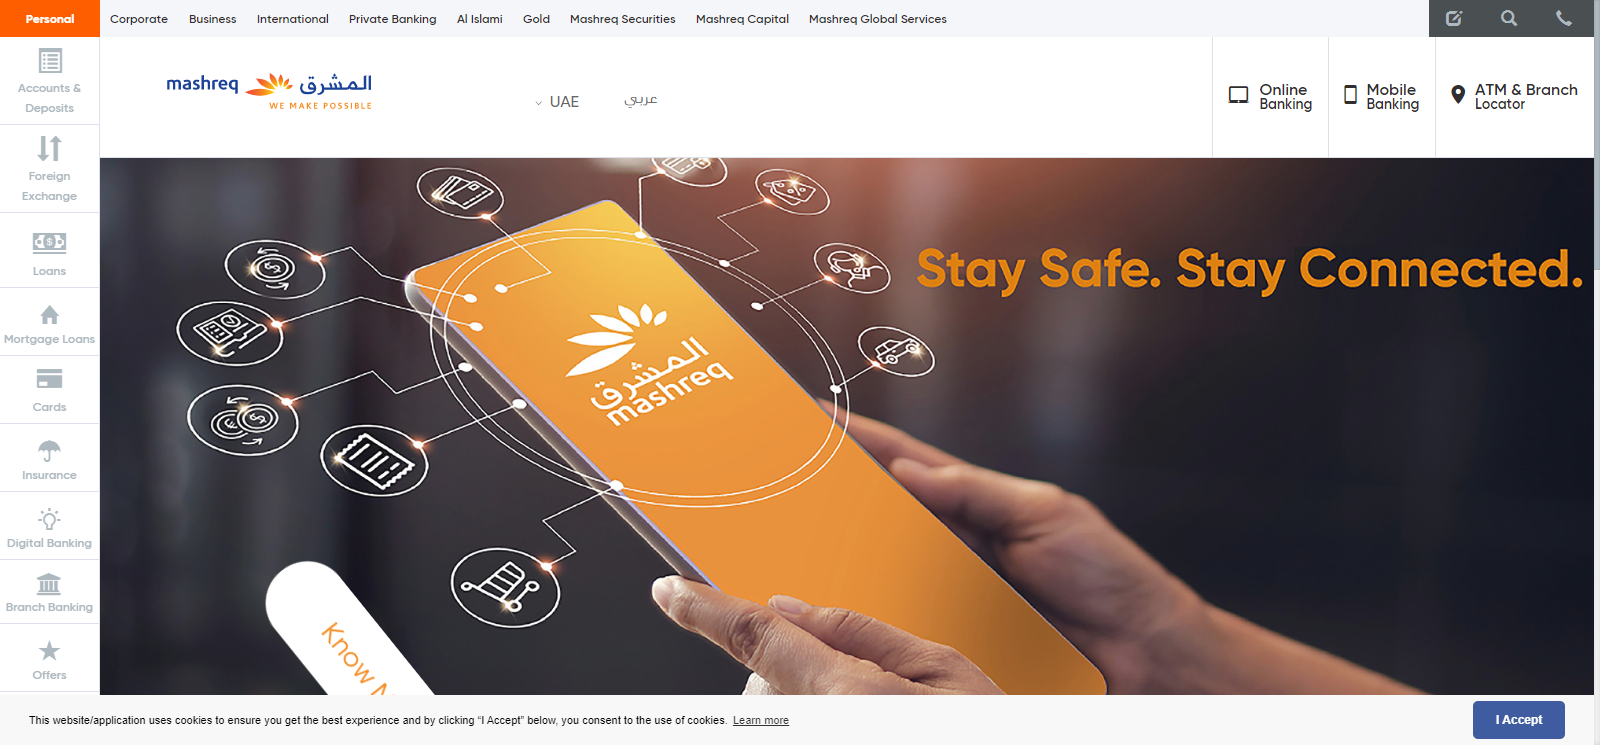 Personal
Corporate
Business
International
Private Banking
Al Islami
Gold
Mashreq Securities
Mashreq Capital
Mashreq Global Services
Accounts &
Deposits
Foreign
Exchange
Loans
Mortgage Loans
Cards
Insurance
Digital Banking
Branch Banking
Offers
mashreq المشرق
WE MAKE POSSIBLE
UAE
عربي
Online
Banking
Mobile
Banking
ATM & Branch
Locator
Stay Safe. Stay Connected.
المشرق
mashreq
Know
This website/application uses cookies to ensure you get the best experience and by clicking “I Accept” below, you consent to the use of cookies. Learn more
I Accept